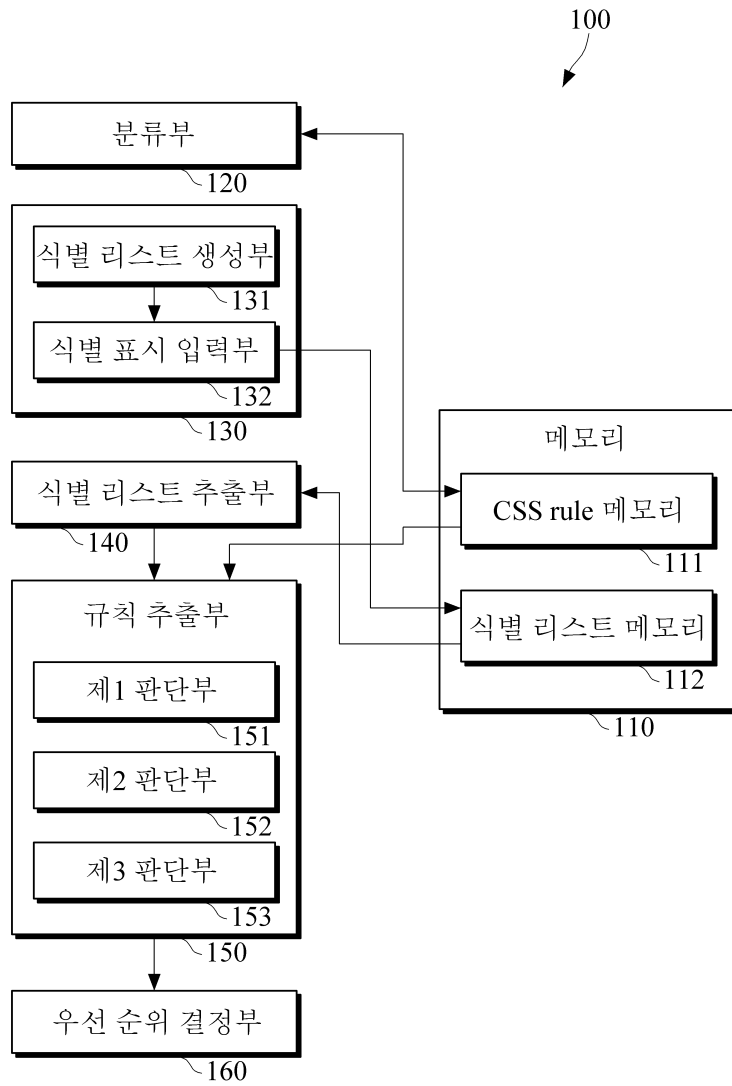 100
분류부
120
식별 리스트 생성부
131
식별 표시 입력부
132
130
메모리
식별 리스트 추출부
140
CSS rule 메모리
111
규칙 추출부
식별 리스트 메모리
112
110
제1 판단부
151
제2 판단부
152
제3 판단부
153
150
우선 순위 결정부
160